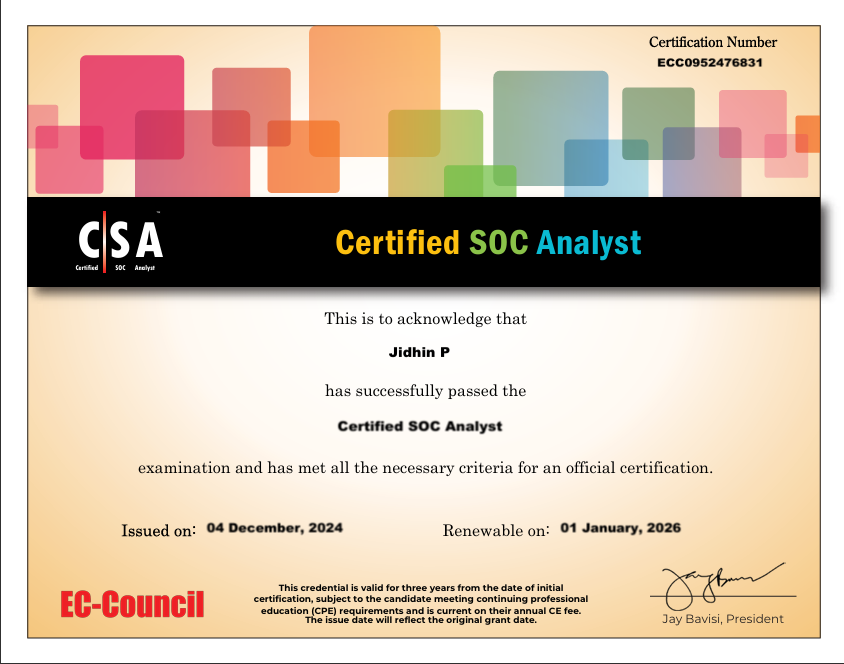 Certification Number
ECC0952476831
C|SA™
Certified SOC Analyst
Certified SOC Analyst
This is to acknowledge that
Jidhin P
has successfully passed the
Certified SOC Analyst
examination and has met all the necessary criteria for an official certification.
Issued on: 04 December, 2024 Renewable on: 01 January, 2026
EC-Council
This credential is valid for three years from the date of initial
certification, subject to the candidate meeting continuing professional
education (CPE) requirements and is current on their annual CE fee.
The issue date will reflect the original grant date.
Jay Bavisi, President